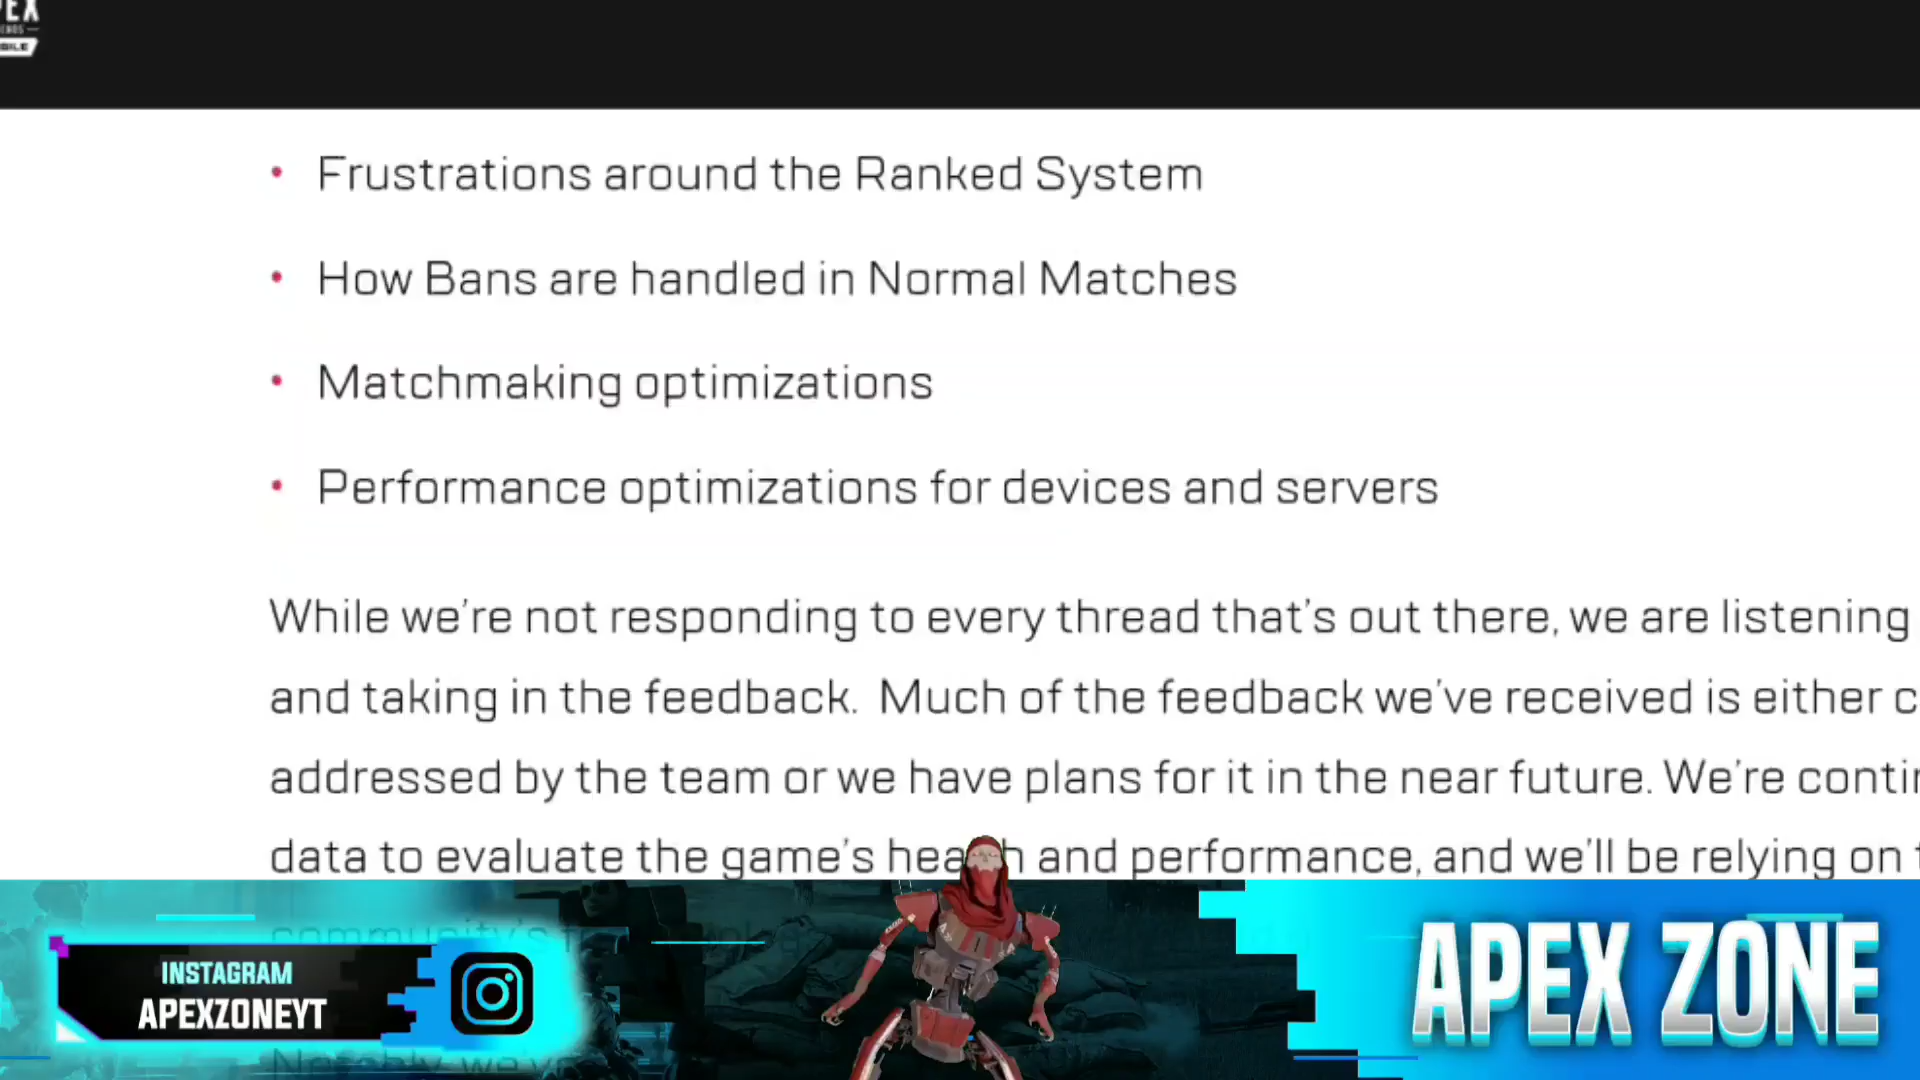 • Frustrations around the Ranked System
• How Bans are handled in Normal Matches
• Matchmaking optimizations
• Performance optimizations for devices and servers
While we're not responding to every thread that's out there, we are listening
and taking in the feedback. Much of the feedback we've received is either
addressed by the team or we have plans for it in the near future. We're
data to evaluate the game's and performance, and we'll be relying on
community's
INSTAGRAM
APEXZONEYT
APEX ZONE
Notably we've